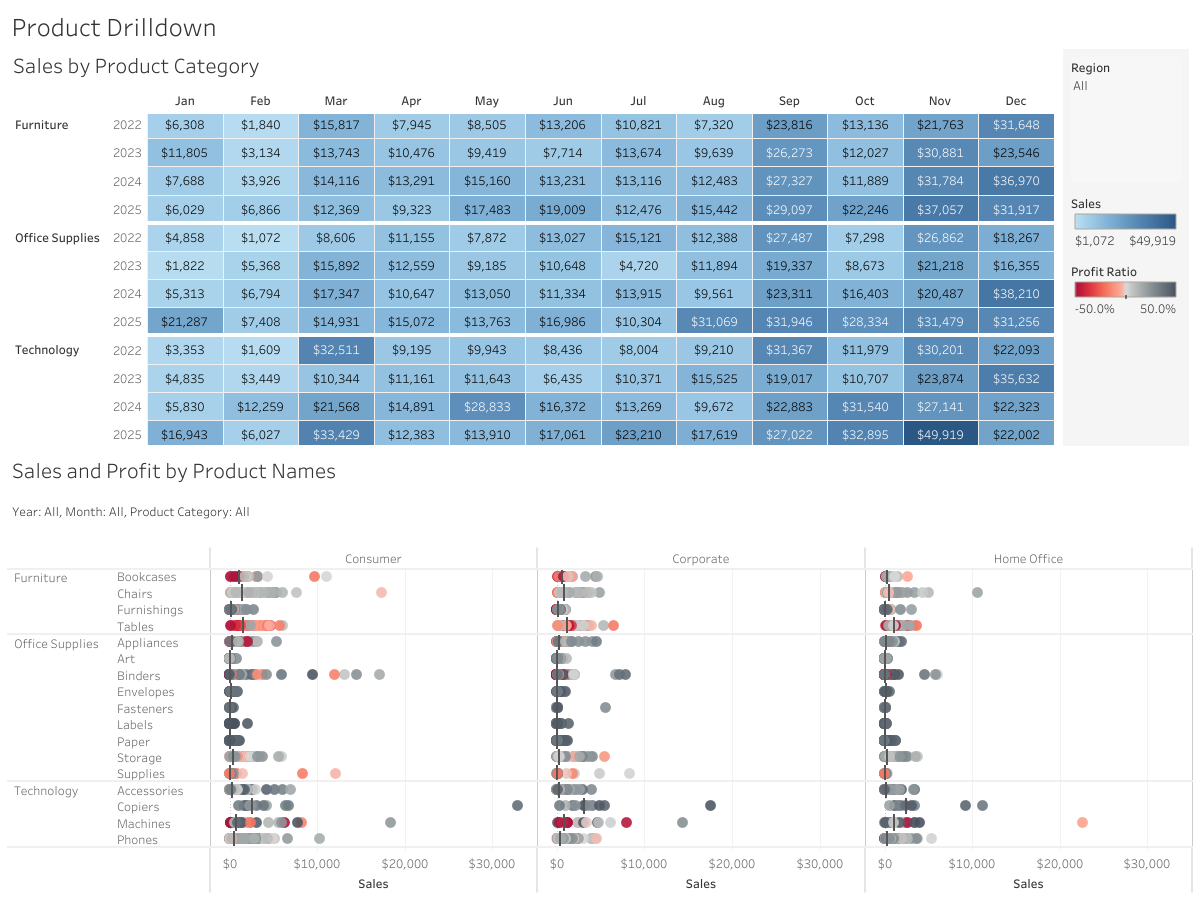 Product Drilldown
Sales by Product Category
Jan Feb Mar Apr May Jun Jul Aug Sep Oct Nov Dec
Furniture 2022 $6,308 $1,840 $15,817 $7,945 $8,505 $13,206 $10,821 $7,320 $23,816 $13,136 $21,763 $31,648
2023 $11,805 $3,134 $13,743 $10,476 $9,419 $7,714 $13,674 $9,639 $26,273 $12,027 $30,881 $23,546
2024 $7,688 $3,926 $14,116 $13,291 $15,160 $13,231 $13,116 $12,483 $27,327 $11,889 $31,784 $36,970
2025 $6,029 $6,866 $12,369 $9,323 $17,483 $19,009 $12,476 $15,442 $29,097 $22,246 $37,057 $31,917
Office Supplies 2022 $4,858 $1,072 $8,606 $11,155 $7,872 $13,027 $15,121 $12,388 $27,487 $7,298 $26,862 $18,267
2023 $1,822 $5,368 $15,892 $12,559 $9,185 $10,648 $4,720 $11,894 $19,337 $8,673 $21,218 $16,355
2024 $5,313 $6,794 $17,347 $10,647 $13,050 $11,334 $13,915 $9,561 $23,311 $16,403 $20,487 $38,210
2025 $21,287 $7,408 $14,931 $15,072 $13,763 $16,986 $10,304 $31,069 $31,946 $28,334 $31,479 $31,256
Technology 2022 $3,353 $1,609 $32,511 $9,195 $9,943 $8,436 $8,004 $9,210 $31,367 $11,979 $30,201 $22,093
2023 $4,835 $3,449 $10,344 $11,161 $11,643 $6,435 $10,371 $15,525 $19,017 $10,707 $23,874 $35,632
2024 $5,830 $12,259 $21,568 $14,891 $28,833 $16,372 $13,269 $9,672 $22,883 $31,540 $27,141 $22,323
2025 $16,943 $6,027 $33,429 $12,383 $13,910 $17,061 $23,210 $17,619 $27,022 $32,895 $49,919 $22,002
Region
All
Sales
$1,072 $49,919
Profit Ratio
-50.0% 50.0%
Sales and Profit by Product Names
Year: All, Month: All, Product Category: All
Consumer Corporate Home Office
Furniture Bookcases
Chairs
Furnishings
Tables
Office Supplies Appliances
Art
Binders
Envelopes
Fasteners
Labels
Paper
Storage
Supplies
Technology Accessories
Copiers
Machines
Phones
$0 $10,000 $20,000 $30,000 $0 $10,000 $20,000 $30,000 $0 $10,000 $20,000 $30,000
Sales Sales Sales